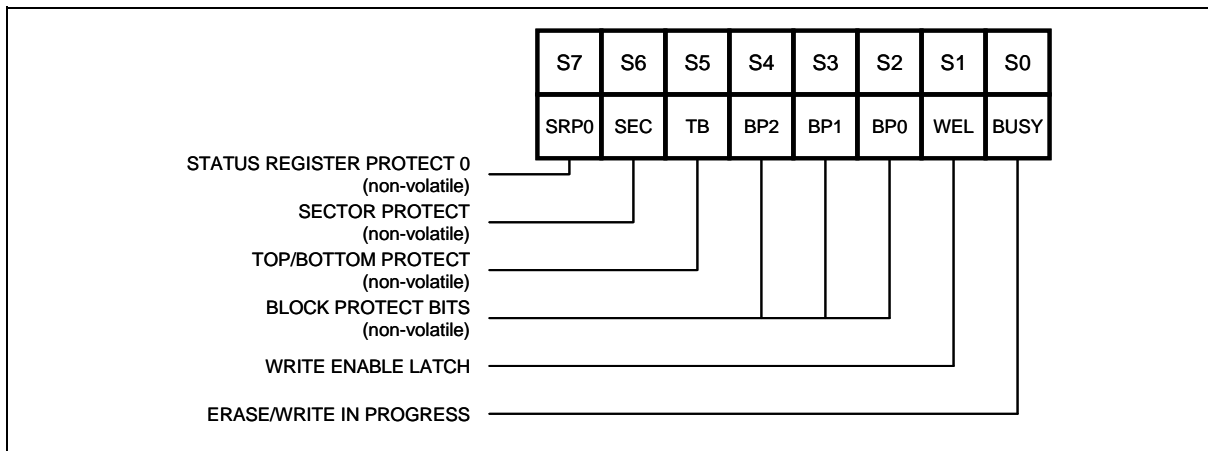 S7 S6 S5 S4 S3 S2 S1 S0
SRP0 SEC TB BP2 BP1 BP0 WEL BUSY
STATUS REGISTER PROTECT 0
(non-volatile)
SECTOR PROTECT
(non-volatile)
TOP/BOTTOM PROTECT
(non-volatile)
BLOCK PROTECT BITS
(non-volatile)
WRITE ENABLE LATCH
ERASE/WRITE IN PROGRESS